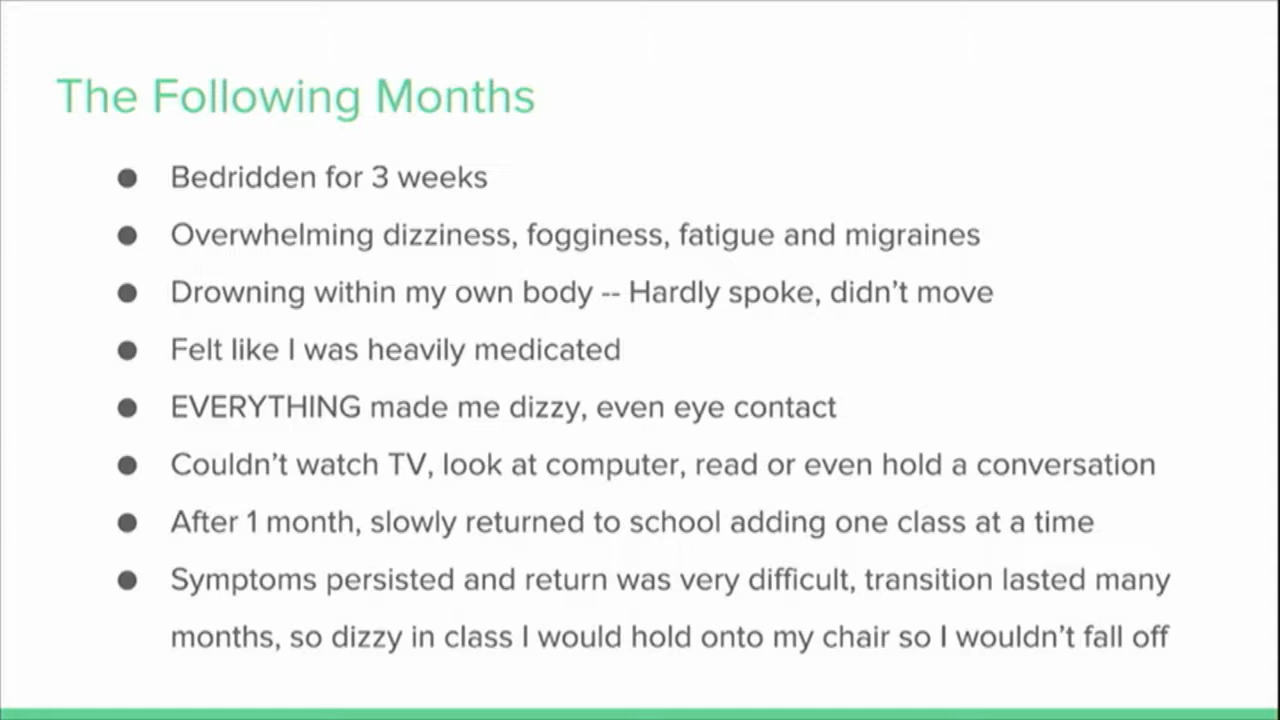 The Following Months
● Bedridden for 3 weeks
● Overwhelming dizziness, fogginess, fatigue and migraines
● Drowning within my own body -- Hardly spoke, didn't move
● Felt like I was heavily medicated
● EVERYTHING made me dizzy, even eye contact
● Couldn't watch TV, look at computer, read or even hold a conversation
● After 1 month, slowly returned to school adding one class at a time
● Symptoms persisted and return was very difficult, transition lasted many
months, so dizzy in class I would hold onto my chair so I wouldn't fall off